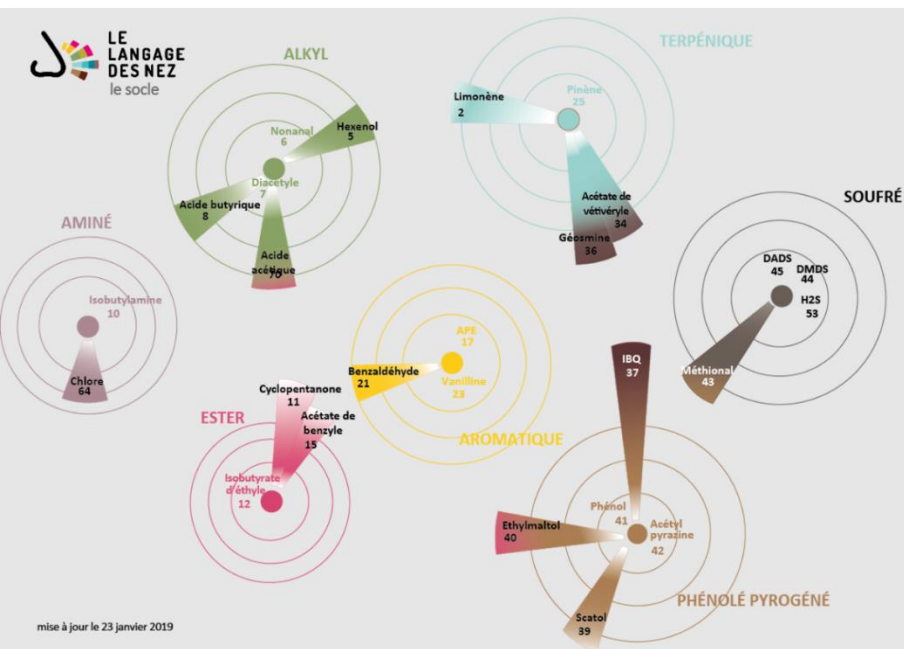 LE
LANGAGE
DES NEZ
le socle
ALKYL
Nonanal
6
Hexenol
5
Diacétyle
7
Acide butyrique
8
Acide
acétique
70
TERPÉNIQUE
Limonène
2
Pinène
25
Acétate de
vétivéryle
34
Géosmine
36
SOUFRÉ
DADS
45
DMDS
44
H2S
53
Méthional
43
AMINÉ
Isobutylamine
10
Chlore
64
APE
17
Benzaldéhyde
21
Vanilline
23
AROMATIQUE
ESTER
Cyclopentanone
11
Acétate de
benzyle
15
Isobutyrate
d'éthyle
12
IBQ
37
Phénol
41
Acétyl
pyrazine
42
Ethylmaltol
40
Scatol
39
PHÉNOLÉ PYROGÉNÉ
mise à jour le 23 janvier 2019